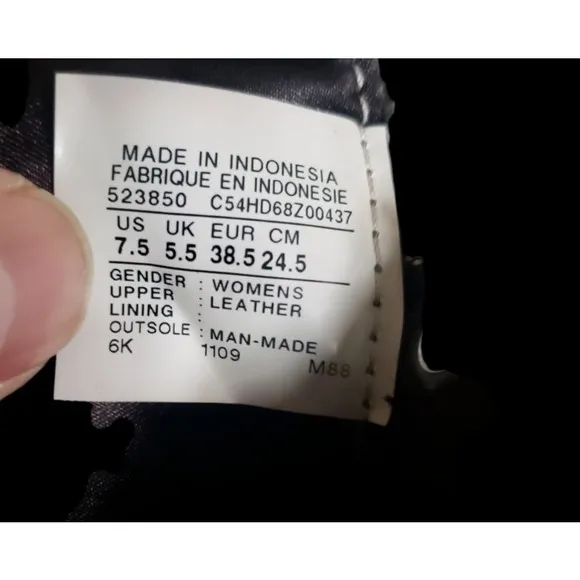 MADE IN INDONESIA
FABRIQUE EN INDONESIE
523850 C54HD68Z00437
US UK EUR CM
7.5 5.5 38.5 24.5
GENDER : WOMENS
UPPER : LEATHER
LINING :
OUTSOLE : MAN-MADE
6K 1109 M88